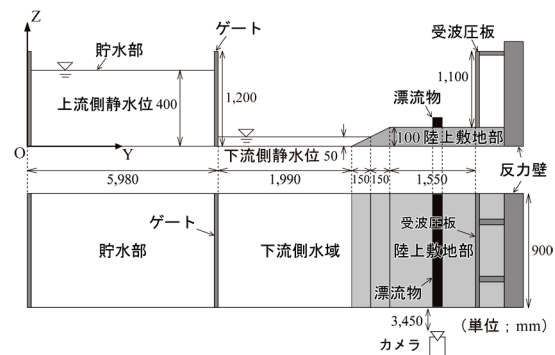 Z
ゲート
貯水部
受波圧板
上流側静水位 400
1,200
漂流物
1,100
100 陸上敷地部
O
Y
下流側静水位 50
反力壁
5,980
1,990
150
150
1,550
ゲート
受波圧板
貯水部
下流側水域
陸上敷地部
900
漂流物
3,450
カメラ
(単位 ; mm)